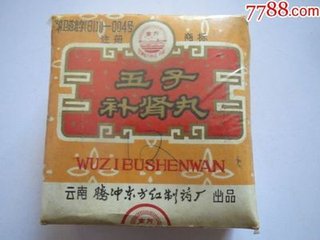 7788.com
注册 商标
五子
补肾丸
WUZIBUSHENWAN
云南 腾冲东方红制药厂 出品